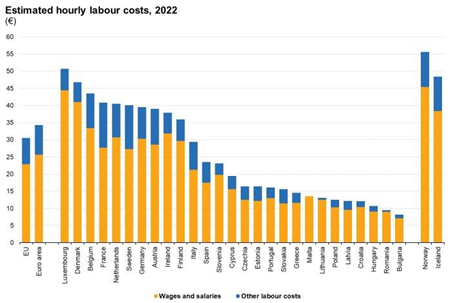 Estimated hourly labour costs, 2022
(€)
60
55
50
45
40
35
30
25
20
15
10
5
0
EU
Euro area
Luxembourg
Denmark
Belgium
France
Netherlands
Sweden
Germany
Austria
Ireland
Finland
Italy
Spain
Slovenia
Cyprus
Czechia
Estonia
Portugal
Slovakia
Greece
Malta
Lithuania
Poland
Latvia
Croatia
Hungary
Romania
Bulgaria
Norway
Iceland
Wages and salaries
Other labour costs